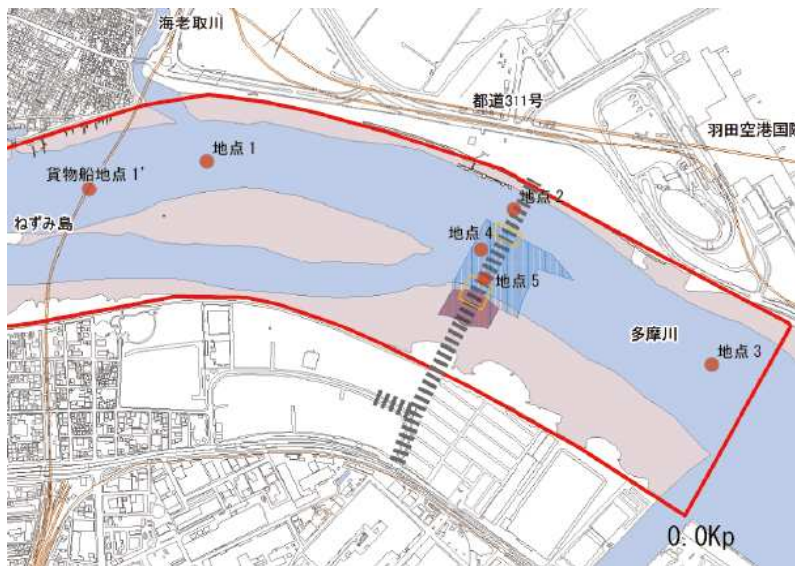 海老取川
都道311号
羽田空港国際
地点1
貨物船地点1'
地点2
ねずみ島
地点4
地点5
多摩川
地点3
0.0Kp